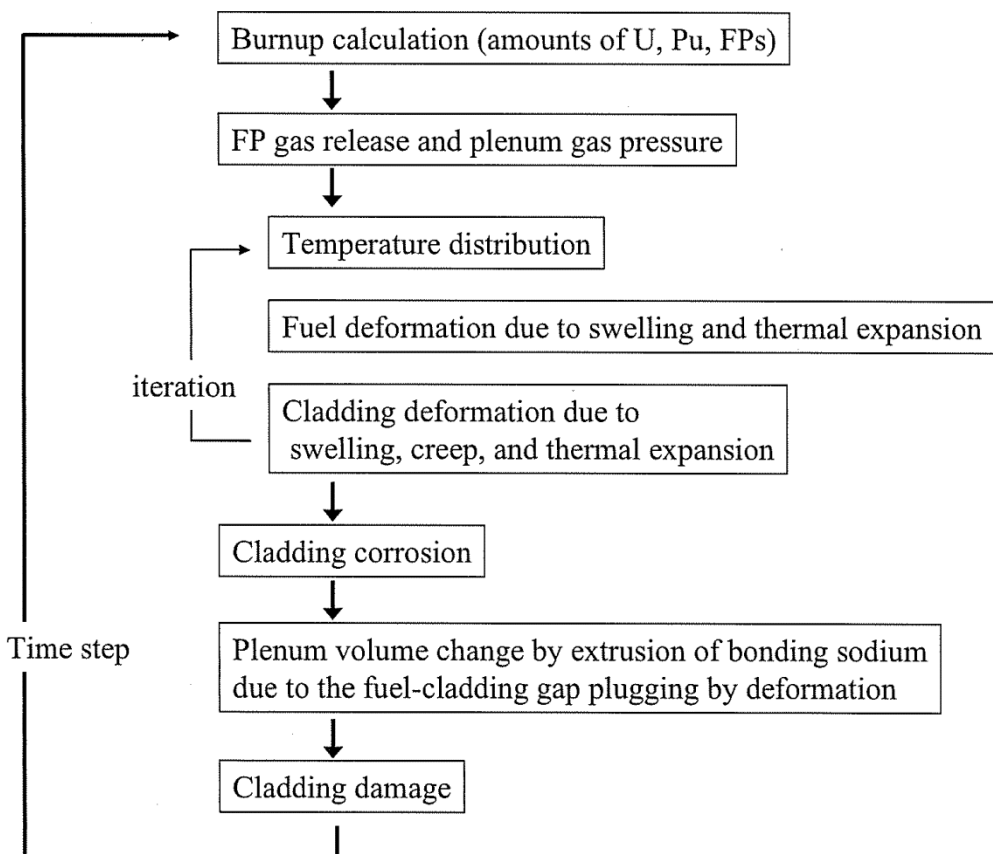 Burnup calculation (amounts of U, Pu, FPs)
FP gas release and plenum gas pressure
Temperature distribution
Fuel deformation due to swelling and thermal expansion
iteration
Cladding deformation due to
swelling, creep, and thermal expansion
Cladding corrosion
Time step
Plenum volume change by extrusion of bonding sodium
due to the fuel-cladding gap plugging by deformation
Cladding damage